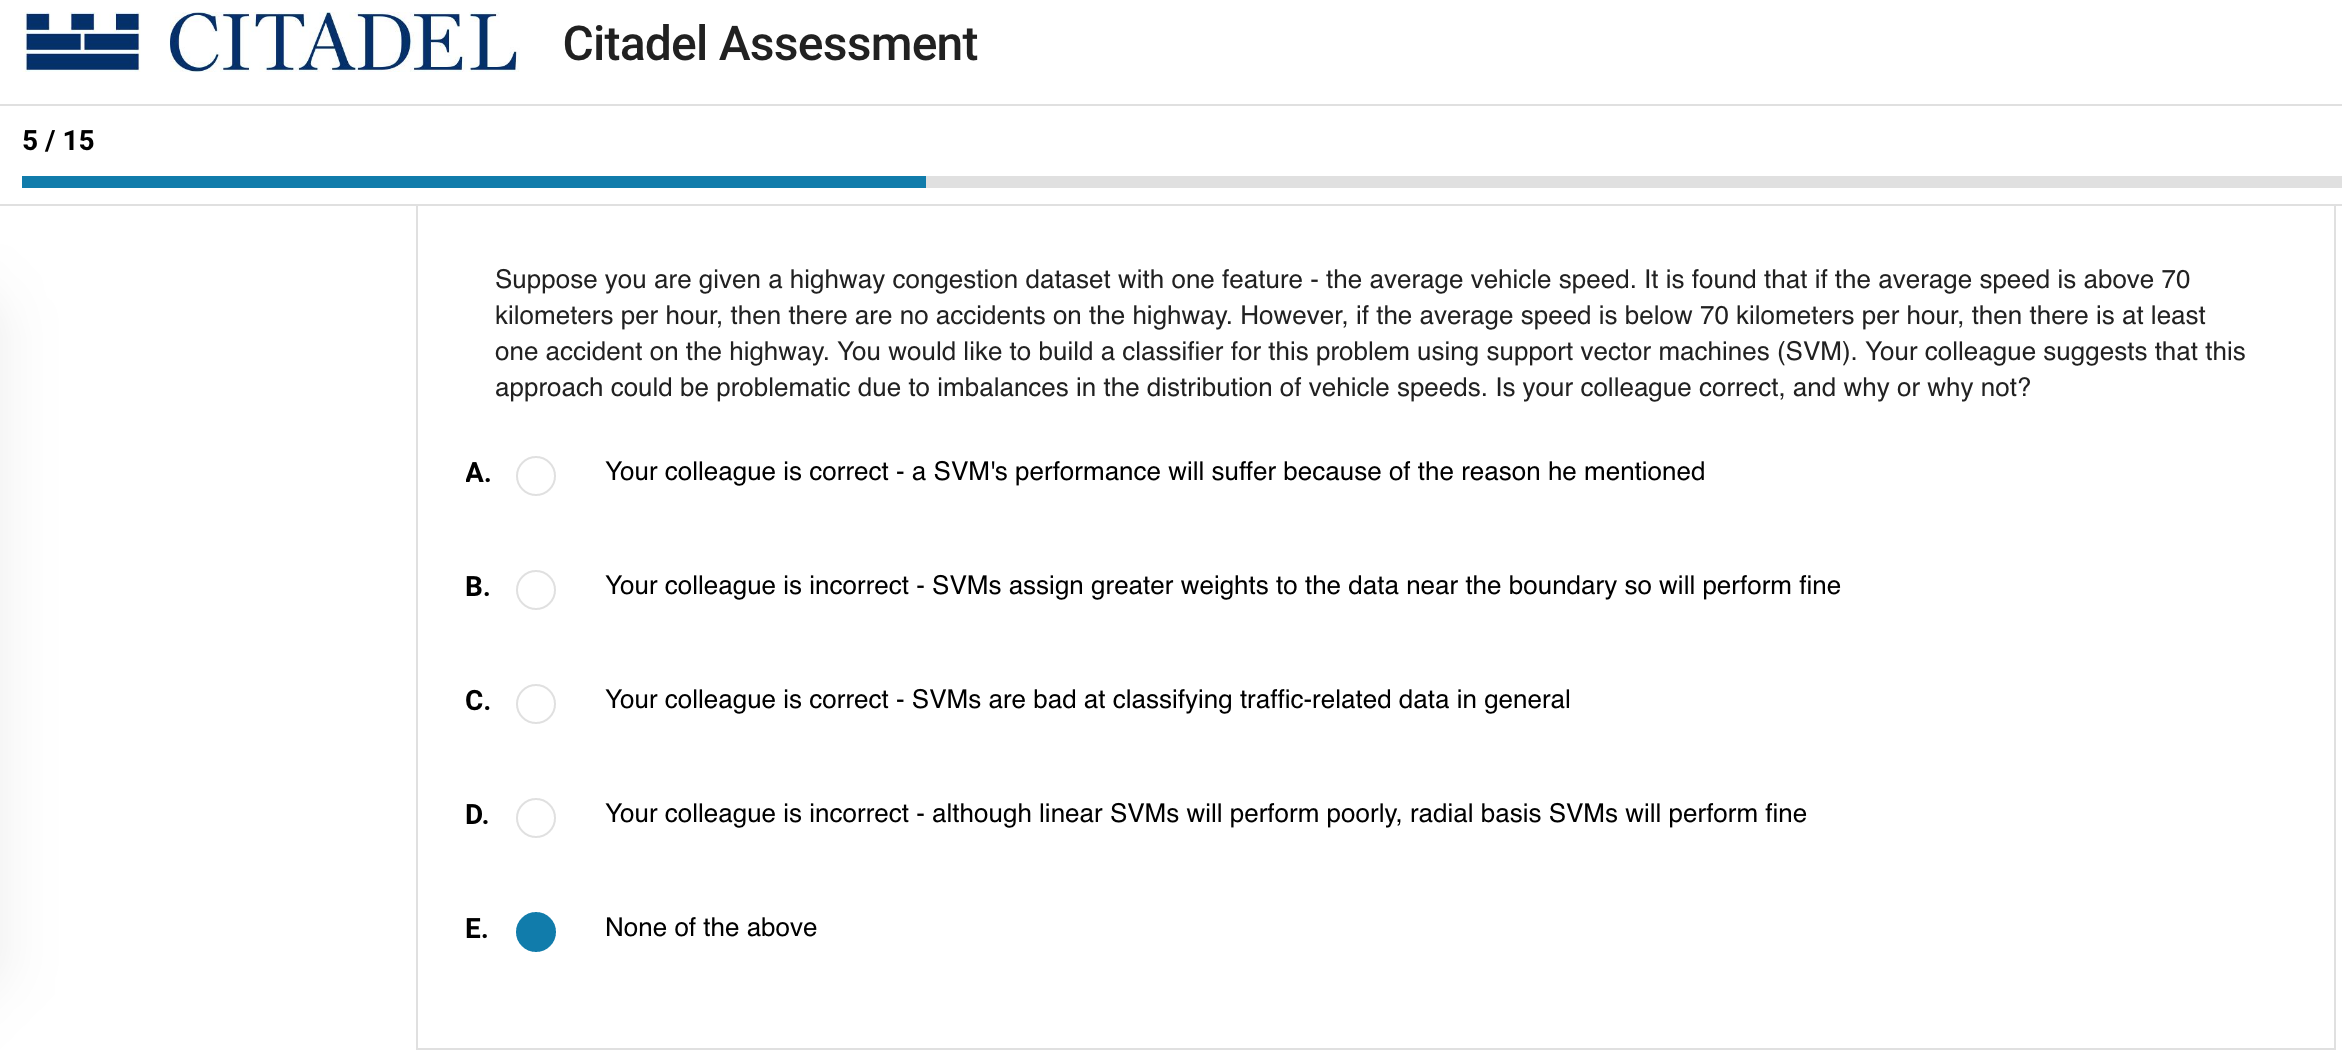 CITADEL Citadel Assessment
5 / 15
Suppose you are given a highway congestion dataset with one feature - the average vehicle speed. It is found that if the average speed is above 70
kilometers per hour, then there are no accidents on the highway. However, if the average speed is below 70 kilometers per hour, then there is at least
one accident on the highway. You would like to build a classifier for this problem using support vector machines (SVM). Your colleague suggests that this
approach could be problematic due to imbalances in the distribution of vehicle speeds. Is your colleague correct, and why or why not?
A. Your colleague is correct - a SVM's performance will suffer because of the reason he mentioned
B. Your colleague is incorrect - SVMs assign greater weights to the data near the boundary so will perform fine
C. Your colleague is correct - SVMs are bad at classifying traffic-related data in general
D. Your colleague is incorrect - although linear SVMs will perform poorly, radial basis SVMs will perform fine
E. None of the above